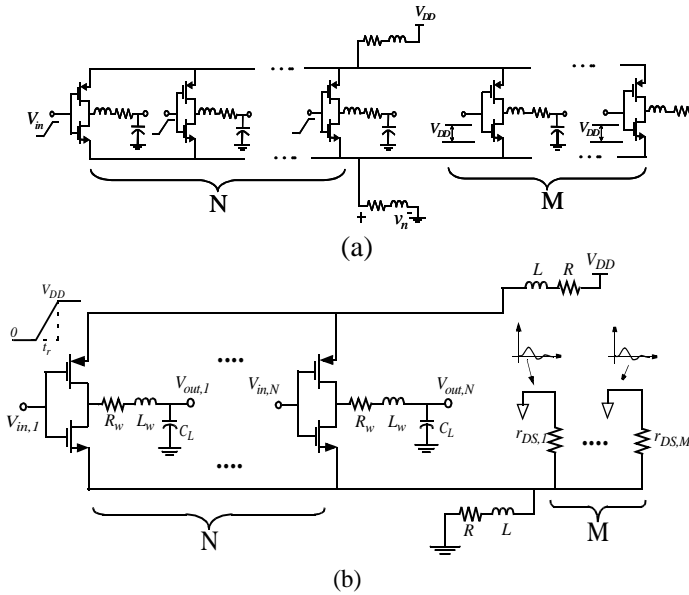 V_DD
V_in
V_DD
V_DD
N
+ v_n -
M
(a)
V_DD
0
t_r
L R V_DD
V_in,1
R_w L_w C_L
V_out,1
V_in,N
R_w L_w C_L
V_out,N
r_DS,1
r_DS,M
N
R L
M
(b)